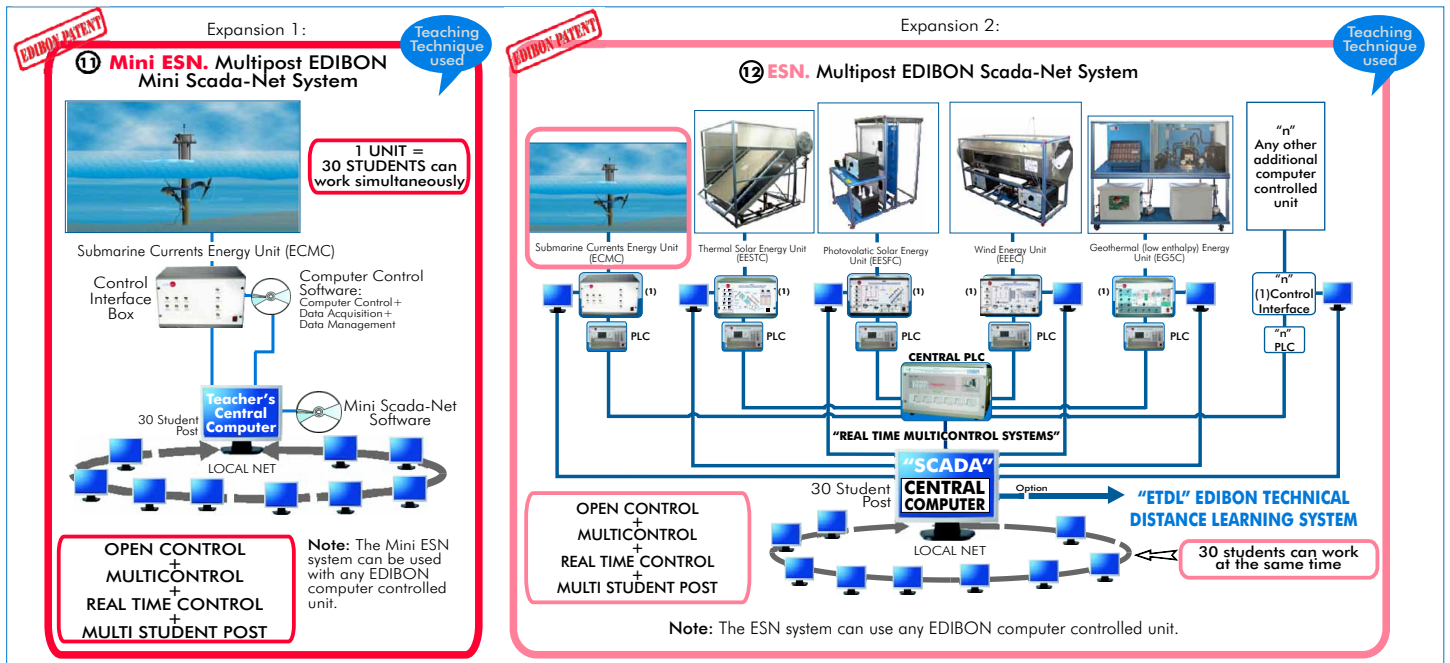 Expansion 1:
EDIBON PATENT
Teaching
Technique
used
11 Mini ESN. Multipost EDIBON
Mini Scada-Net System
1 UNIT =
30 STUDENTS can
work simultaneously
Submarine Currents Energy Unit (ECMC)
Control
Interface
Box
Computer Control
Software:
Computer Control+
Data Acquisition+
Data Management
Teacher's
Central
Computer
30 Student
Post
Mini Scada-Net
Software
LOCAL NET
OPEN CONTROL
+
MULTICONTROL
+
REAL TIME CONTROL
+
MULTI STUDENT POST
Note: The Mini ESN
system can be used
with any EDIBON
computer controlled
unit.
Expansion 2:
EDIBON PATENT
Teaching
Technique
used
12 ESN. Multipost EDIBON Scada-Net System
Submarine Currents Energy Unit
(ECMC)
Thermal Solar Energy Unit
(EESTC)
Photovolatic Solar Energy
Unit (EESFC)
Wind Energy Unit
(EEEC)
Geothermal (low enthalpy) Energy
Unit (EG5C)
"n"
Any other
additional
computer
controlled
unit
(1)
(1)
(1)
(1)
(1)
"n"
(1)Control
Interface
PLC
PLC
PLC
PLC
PLC
"n"
PLC
CENTRAL PLC
"REAL TIME MULTICONTROL SYSTEMS"
"SCADA"
CENTRAL
COMPUTER
30 Student
Post
Option
"ETDL" EDIBON TECHNICAL
DISTANCE LEARNING SYSTEM
LOCAL NET
30 students can work
at the same time
OPEN CONTROL
+
MULTICONTROL
+
REAL TIME CONTROL
+
MULTI STUDENT POST
Note: The ESN system can use any EDIBON computer controlled unit.